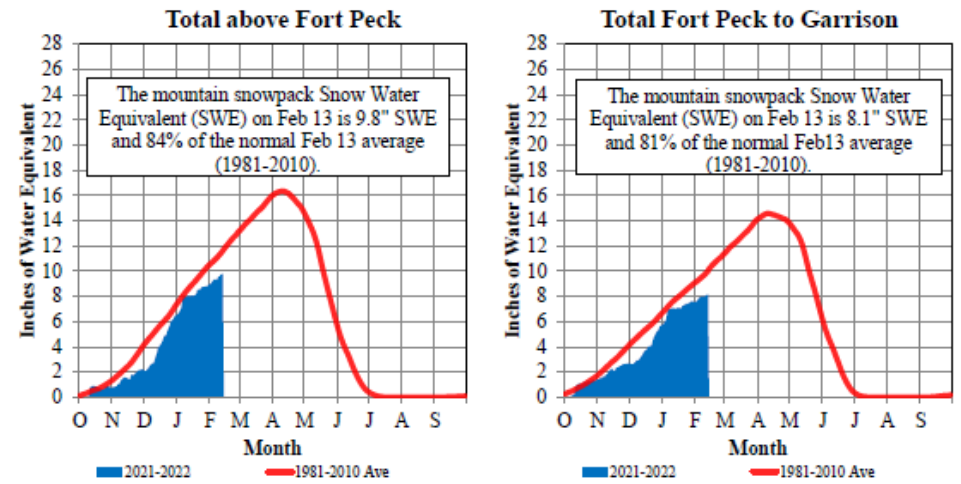 Total above Fort Peck
28
26
24
22
20
18
16
14
12
10
8
6
4
2
0
Inches of Water Equivalent
The mountain snowpack Snow Water
Equivalent (SWE) on Feb 13 is 9.8" SWE
and 84% of the normal Feb 13 average
(1981-2010).
O N D J F M A M J J A S
Month
2021-2022 1981-2010 Ave
Total Fort Peck to Garrison
28
26
24
22
20
18
16
14
12
10
8
6
4
2
0
Inches of Water Equivalent
The mountain snowpack Snow Water
Equivalent (SWE) on Feb 13 is 8.1" SWE
and 81% of the normal Feb13 average
(1981-2010).
O N D J F M A M J J A S
Month
2021-2022 1981-2010 Ave